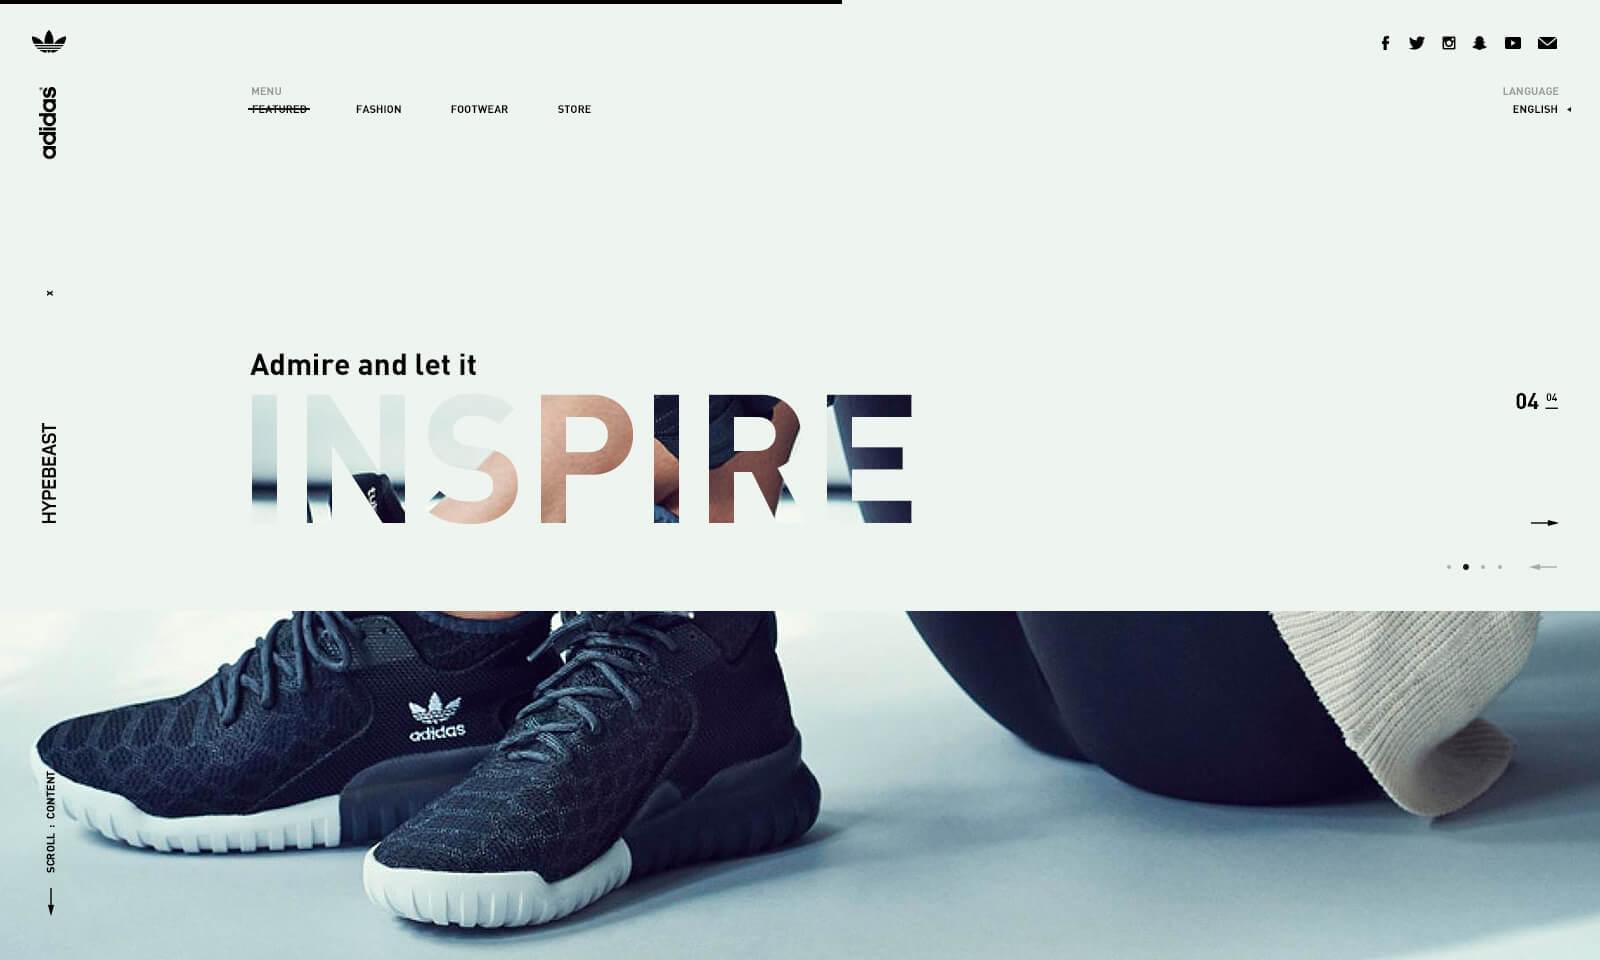 adidas
MENU
FEATURED FASHION FOOTWEAR STORE
LANGUAGE
ENGLISH
x
HYPEBEAST
Admire and let it
INSPIRE
04 04
adidas
SCROLL : CONTENT